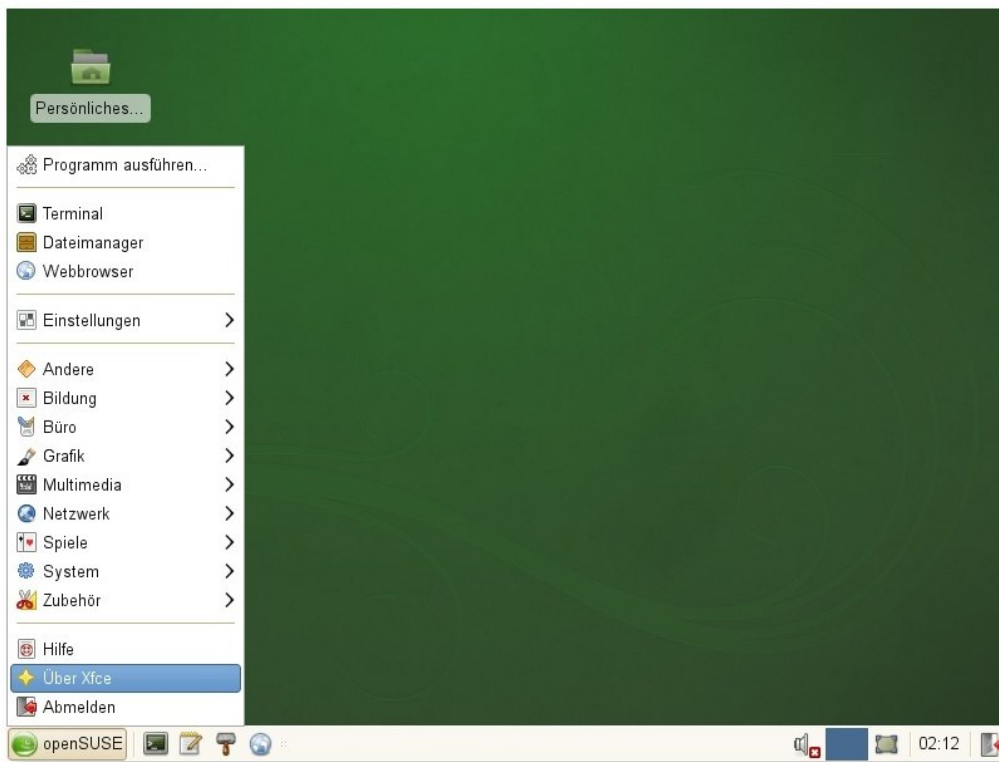 Persönliches...
Programm ausführen...
Terminal
Dateimanager
Webbrowser
Einstellungen
Andere
Bildung
Büro
Grafik
Multimedia
Netzwerk
Spiele
System
Zubehör
Hilfe
Über Xfce
Abmelden
openSUSE
02:12